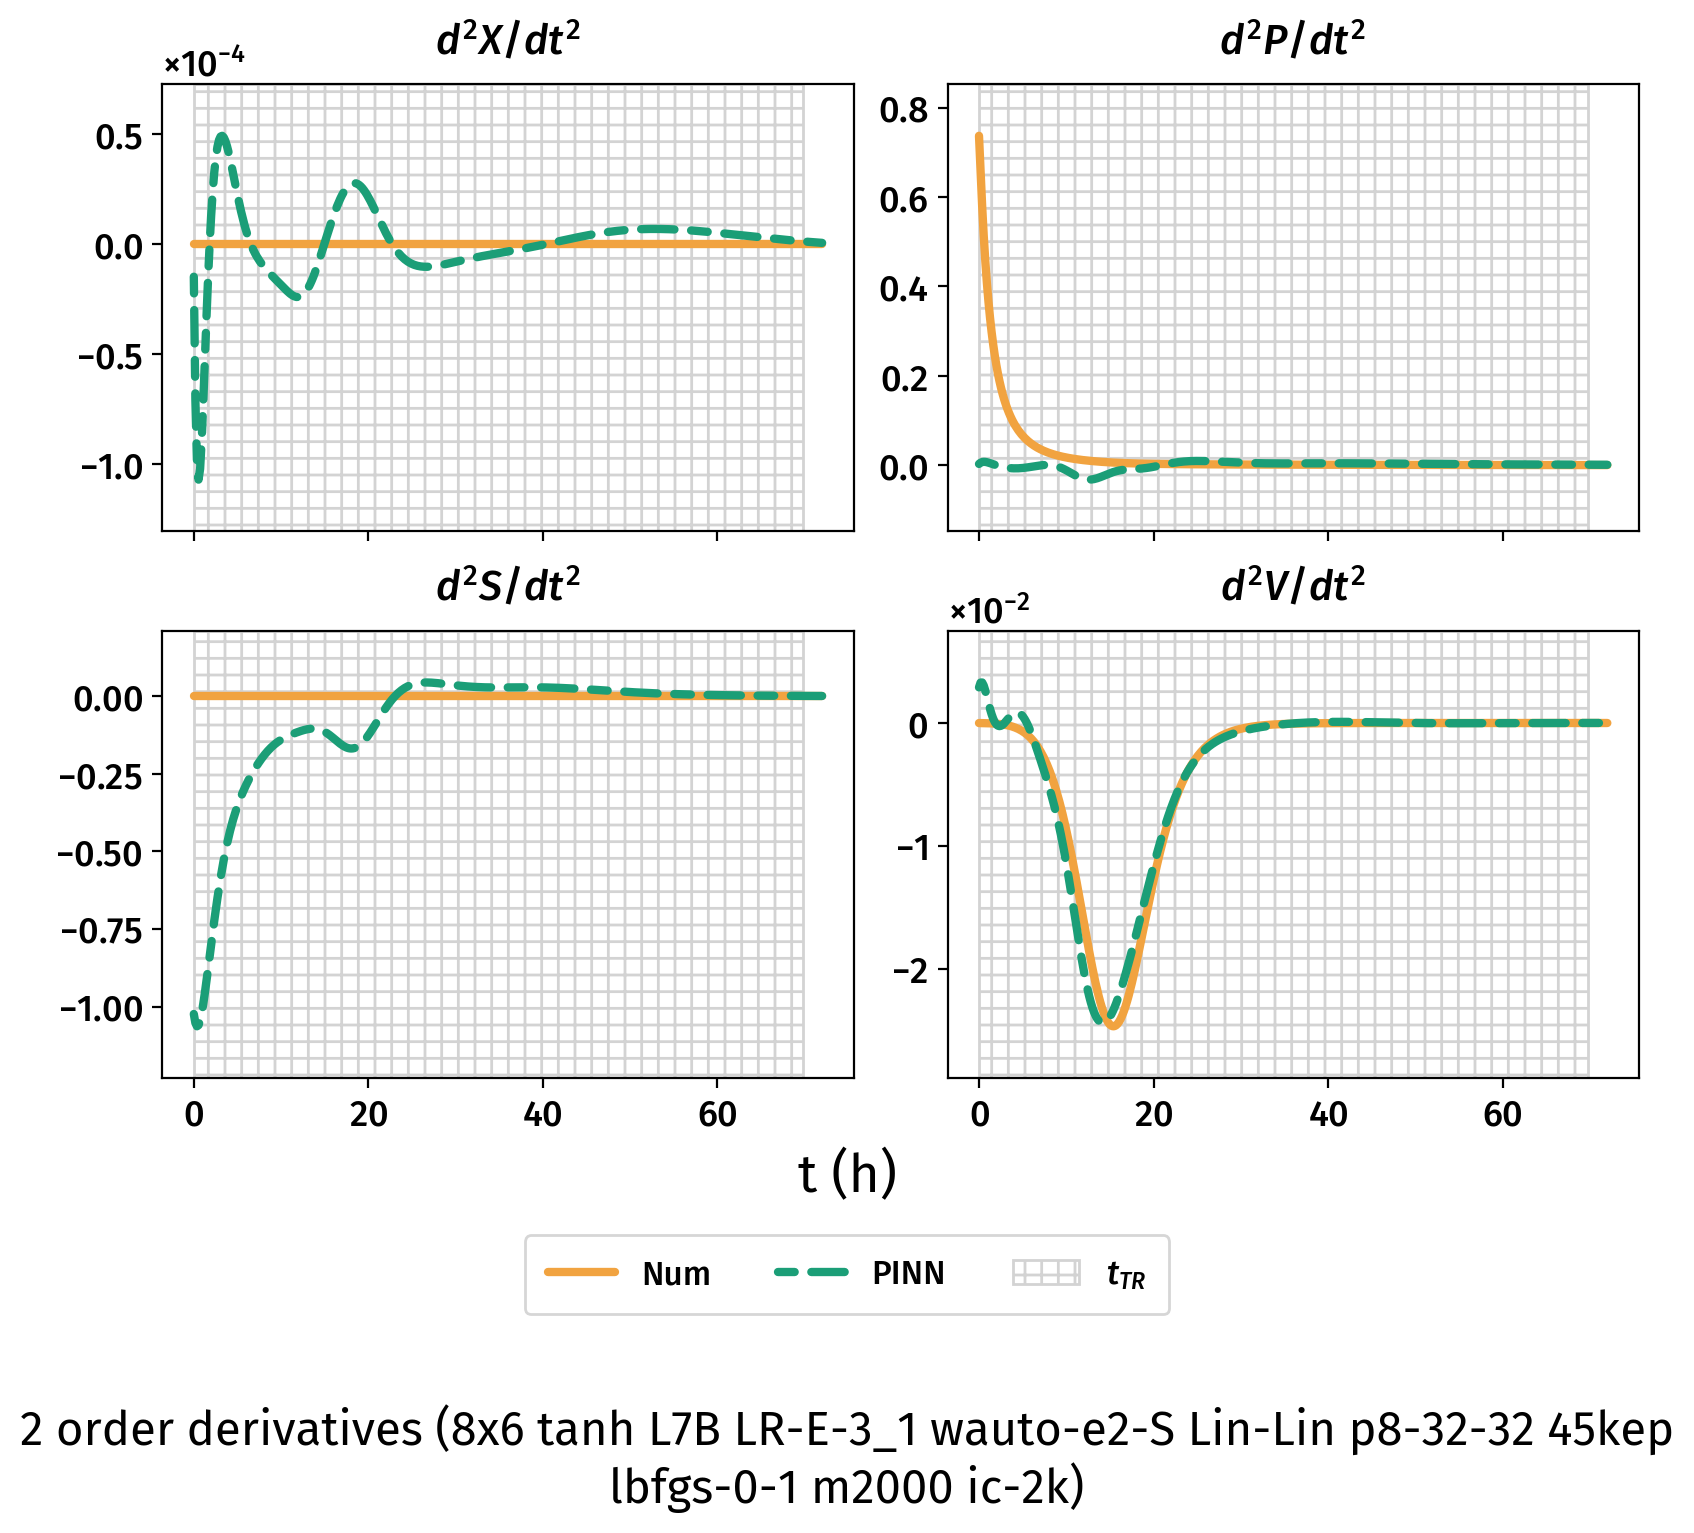 d²X/dt²
×10⁻⁴
0.5
0.0
−0.5
−1.0
d²P/dt²
0.8
0.6
0.4
0.2
0.0
d²S/dt²
0.00
−0.25
−0.50
−0.75
−1.00
0 20 40 60
d²V/dt²
×10⁻²
0
−1
−2
0 20 40 60
t (h)
Num PINN t_TR
2 order derivatives (8x6 tanh L7B LR-E-3_1 wauto-e2-S Lin-Lin p8-32-32 45kep
lbfgs-0-1 m2000 ic-2k)